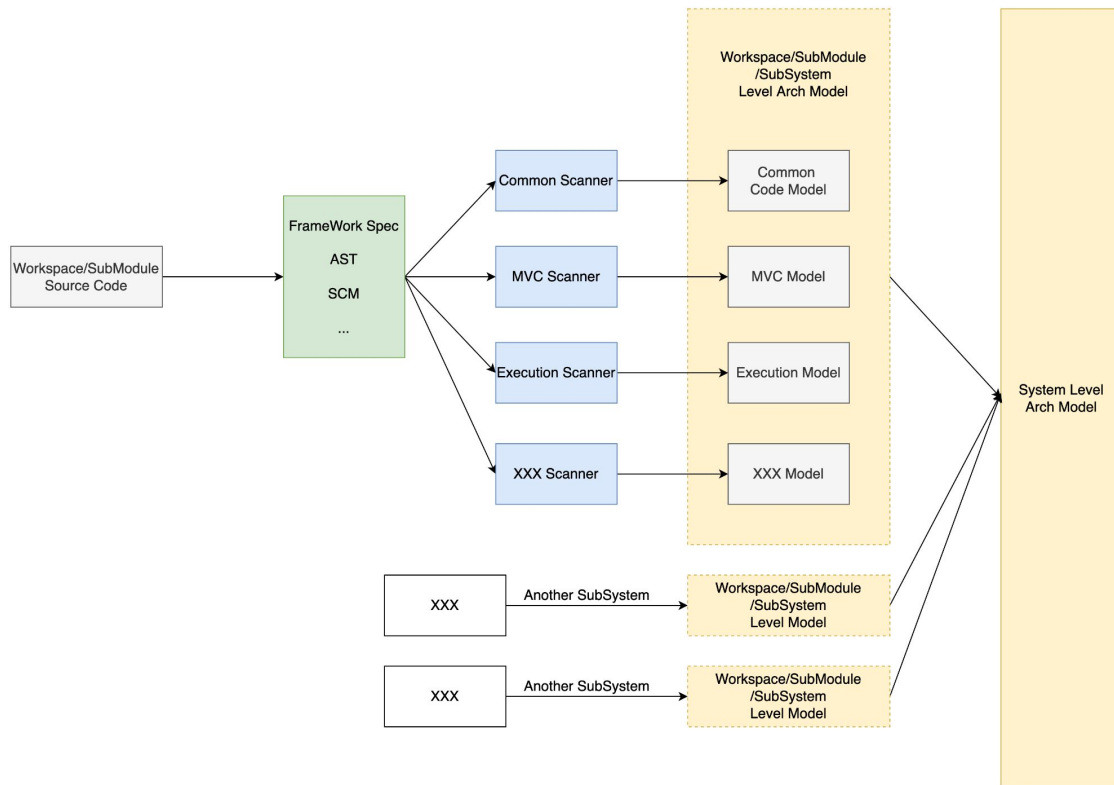 Workspace/SubModule
/SubSystem
Level Arch Model
Common Scanner
Common
Code Model
FrameWork Spec
AST
SCM
...
Workspace/SubModule
Source Code
MVC Scanner
MVC Model
Execution Scanner
Execution Model
System Level
Arch Model
XXX Scanner
XXX Model
XXX
Another SubSystem
Workspace/SubModule
/SubSystem
Level Model
XXX
Another SubSystem
Workspace/SubModule
/SubSystem
Level Model